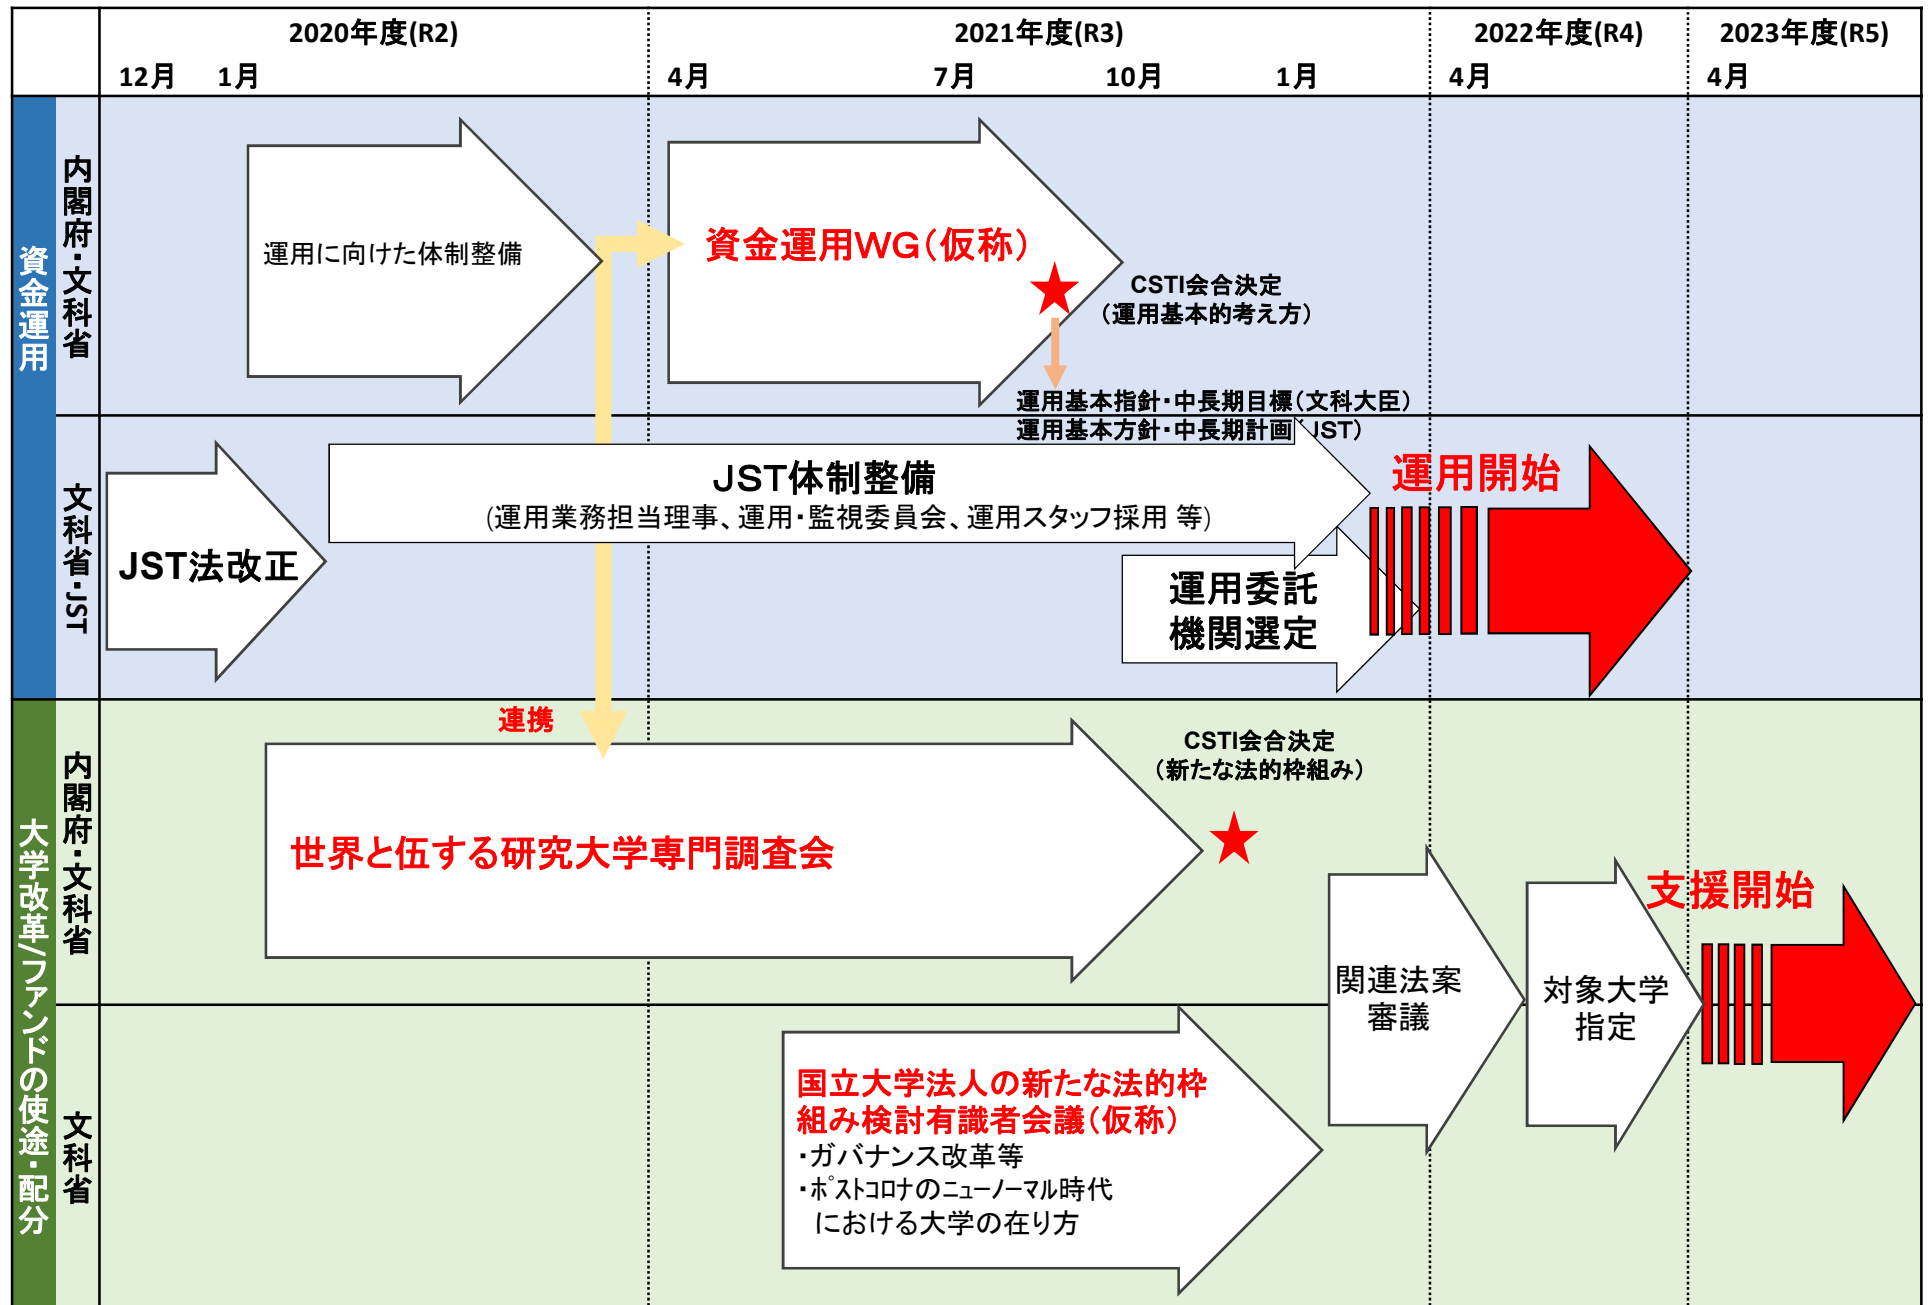 2020年度(R2)
2021年度(R3)
2022年度(R4)
2023年度(R5)
12月
1月
4月
7月
10月
1月
4月
4月
資金運用
内閣府・文科省
運用に向けた体制整備
資金運用WG(仮称)
CSTI会合決定
(運用基本的考え方)
運用基本指針・中長期目標(文科大臣)
運用基本方針・中長期計画(JST)
文科省・JST
JST法改正
JST体制整備
(運用業務担当理事、運用・監視委員会、運用スタッフ採用 等)
運用委託
機関選定
運用開始
連携
大学改革/ファンドの使途・配分
内閣府・文科省
世界と伍する研究大学専門調査会
CSTI会合決定
(新たな法的枠組み)
関連法案
審議
対象大学
指定
支援開始
文科省
国立大学法人の新たな法的枠
組み検討有識者会議(仮称)
・ガバナンス改革等
・ﾎﾟｽﾄｺﾛﾅのﾆｭｰﾉｰﾏﾙ時代
における大学の在り方